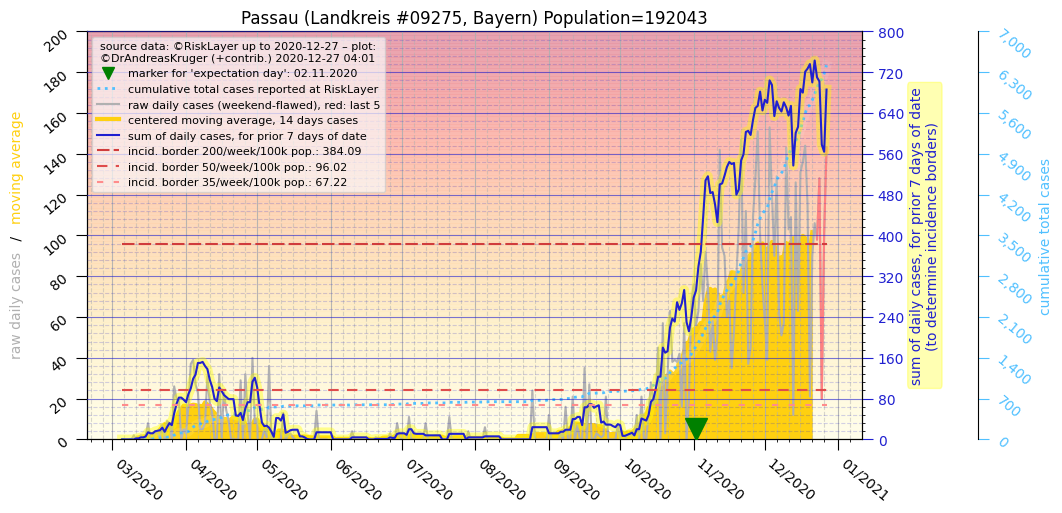 Passau (Landkreis #09275, Bayern) Population=192043
source data: ©RiskLayer up to 2020-12-27 – plot:
©DrAndreasKruger (+contrib.) 2020-12-27 04:01
marker for 'expectation day': 02.11.2020
cumulative total cases reported at RiskLayer
raw daily cases (weekend-flawed), red: last 5
centered moving average, 14 days cases
sum of daily cases, for prior 7 days of date
incid. border 200/week/100k pop.: 384.09
incid. border 50/week/100k pop.: 96.02
incid. border 35/week/100k pop.: 67.22
raw daily cases / moving average
200
180
160
140
120
100
80
60
40
20
0
800
720
640
560
480
400
320
240
160
80
0
sum of daily cases, for prior 7 days of date
(to determine incidence borders)
7,000
6,300
5,600
4,900
4,200
3,500
2,800
2,100
1,400
700
0
cumulative total cases
03/2020
04/2020
05/2020
06/2020
07/2020
08/2020
09/2020
10/2020
11/2020
12/2020
01/2021